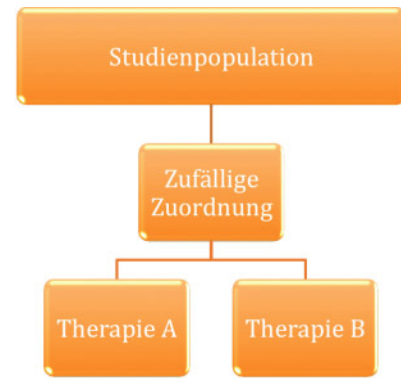 Studienpopulation
Zufällige
Zuordnung
Therapie A
Therapie B